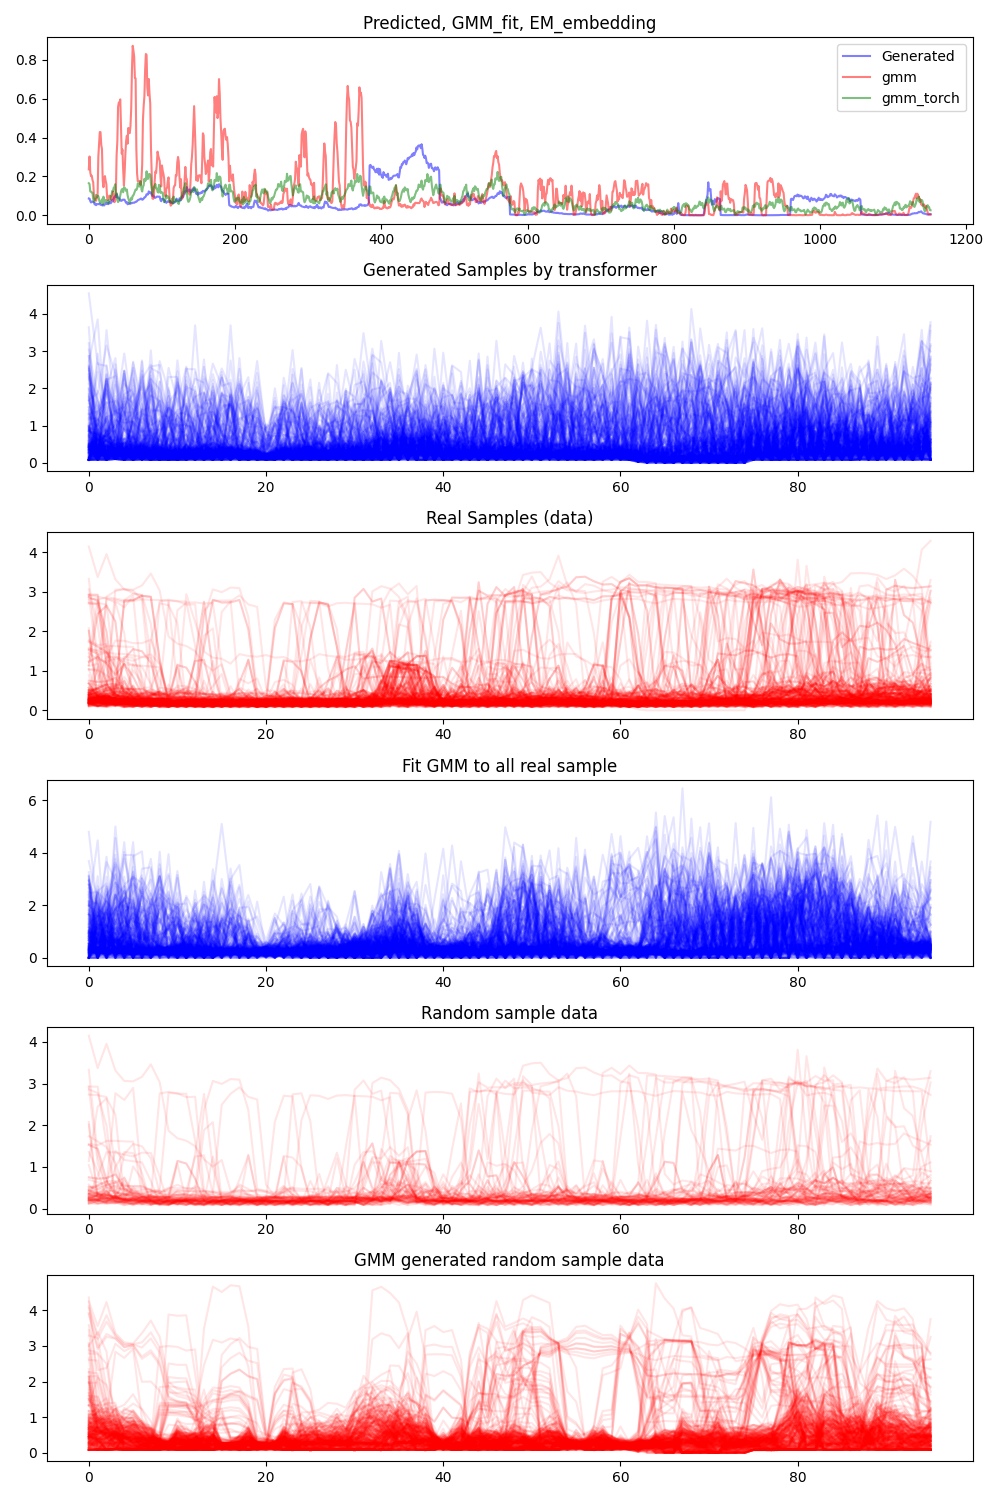 Predicted, GMM_fit, EM_embedding
0.8
0.6
0.4
0.2
0.0
Generated
gmm
gmm_torch
0 200 400 600 800 1000 1200
Generated Samples by transformer
4
3
2
1
0
0 20 40 60 80
Real Samples (data)
4
3
2
1
0
0 20 40 60 80
Fit GMM to all real sample
6
4
2
0
0 20 40 60 80
Random sample data
4
3
2
1
0
0 20 40 60 80
GMM generated random sample data
4
3
2
1
0
0 20 40 60 80